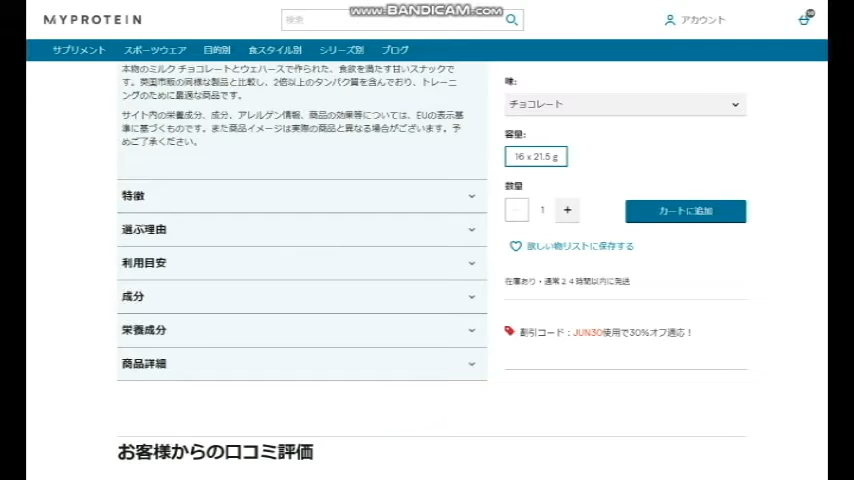 www.BANDICAM.com
MYPROTEIN
検索
アカウント
サプリメント スポーツウェア 目的別 食スタイル別 シリーズ別 ブログ
本物のミルク チョコレートとウェハースで作られた、食欲を満たす甘いスナックで
す。英国市販の同様な製品と比較し、2倍以上のタンパク質を含んでおり、トレーニ
ングのために最適な商品です。
サイト内の栄養成分、成分、アレルゲン情報、商品の効果等については、EUの表示基
準に基づくものです。また商品イメージは実際の商品と異なる場合がございます。予
めご了承ください。
特徴
選ぶ理由
利用目安
成分
栄養成分
商品詳細
味:
チョコレート
容量:
16 x 21.5 g
数量
1 +
カートに追加
欲しい物リストに保存する
在庫あり・通常24時間以内に発送
割引コード：JUN30使用で30%オフ適応！
お客様からの口コミ評価